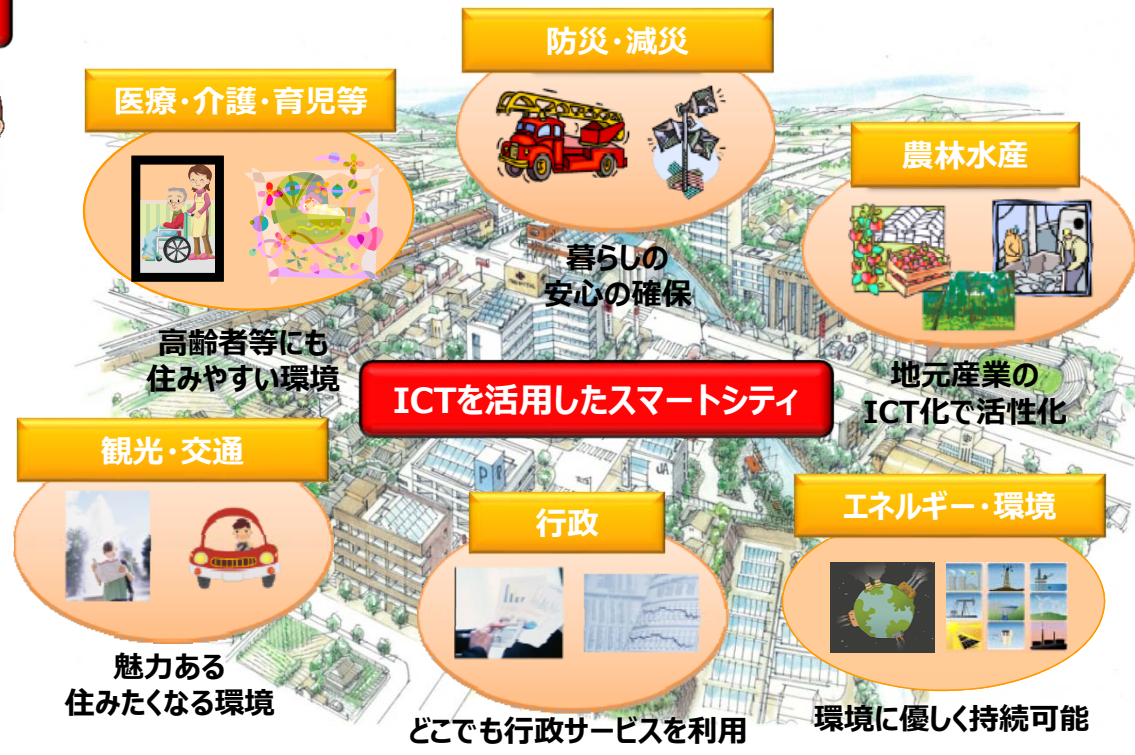 防災・減災
医療・介護・育児等
農林水産
暮らしの
安心の確保
高齢者等にも
住みやすい環境
ICTを活用したスマートシティ
地元産業の
ICT化で活性化
観光・交通
行政
エネルギー・環境
魅力ある
住みたくなる環境
どこでも行政サービスを利用
環境に優しく持続可能
HOSPITAL
JA